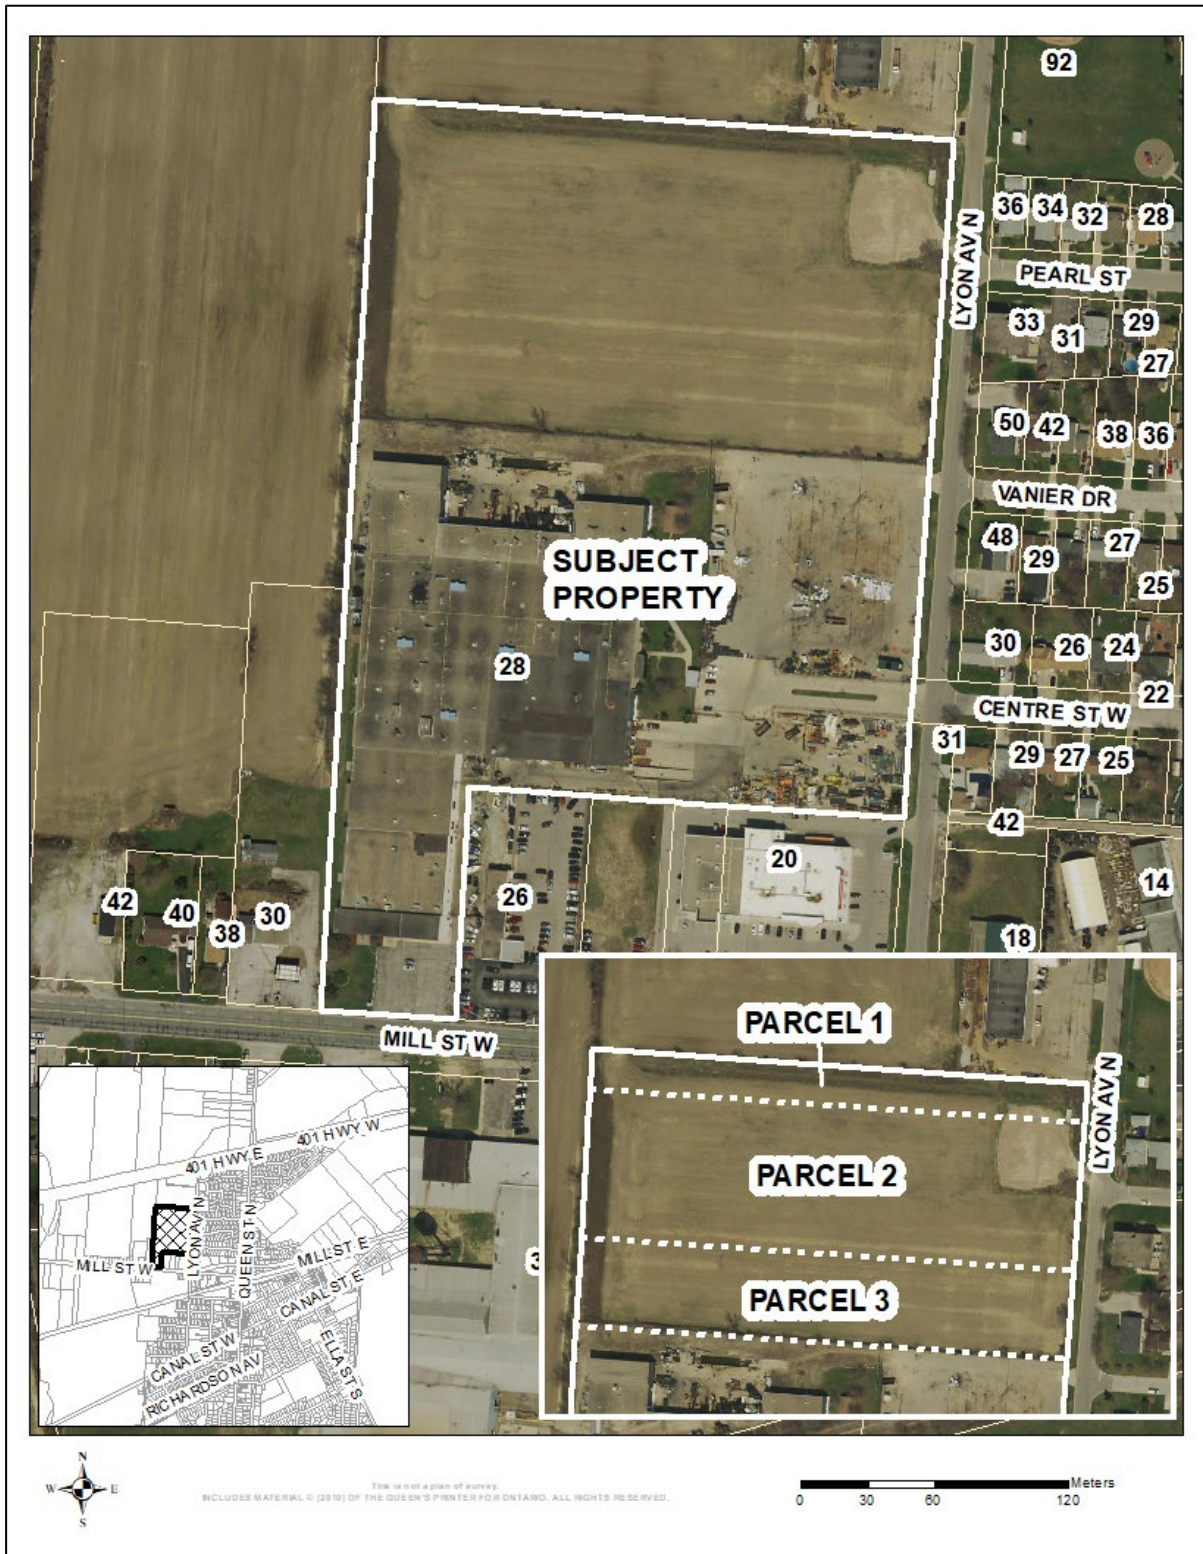 92
36 34 32 28
LYON AV N
PEARL ST
33 31 29 27
50 42 38 36
VANIER DR
48 29 27 25
SUBJECT
PROPERTY
28
30 26 24 22
CENTRE ST W
31 29 27 25
42
20
14
26
42 40 38 30
18
MILL ST W
3
PARCEL 1
LYON AV N
PARCEL 2
PARCEL 3
401 HWY W
401 HWY E
LYON AV N
QUEEN ST N
MILL ST W
MILL ST E
CANAL ST E
CANAL ST W
ELLA ST S
RICHARDSON AV
N
W E
S
This is not a plan of survey.
INCLUDES MATERIAL © [2010] OF THE QUEEN'S PRINTER FOR ONTARIO. ALL RIGHTS RESERVED.
Meters
0 30 60 120